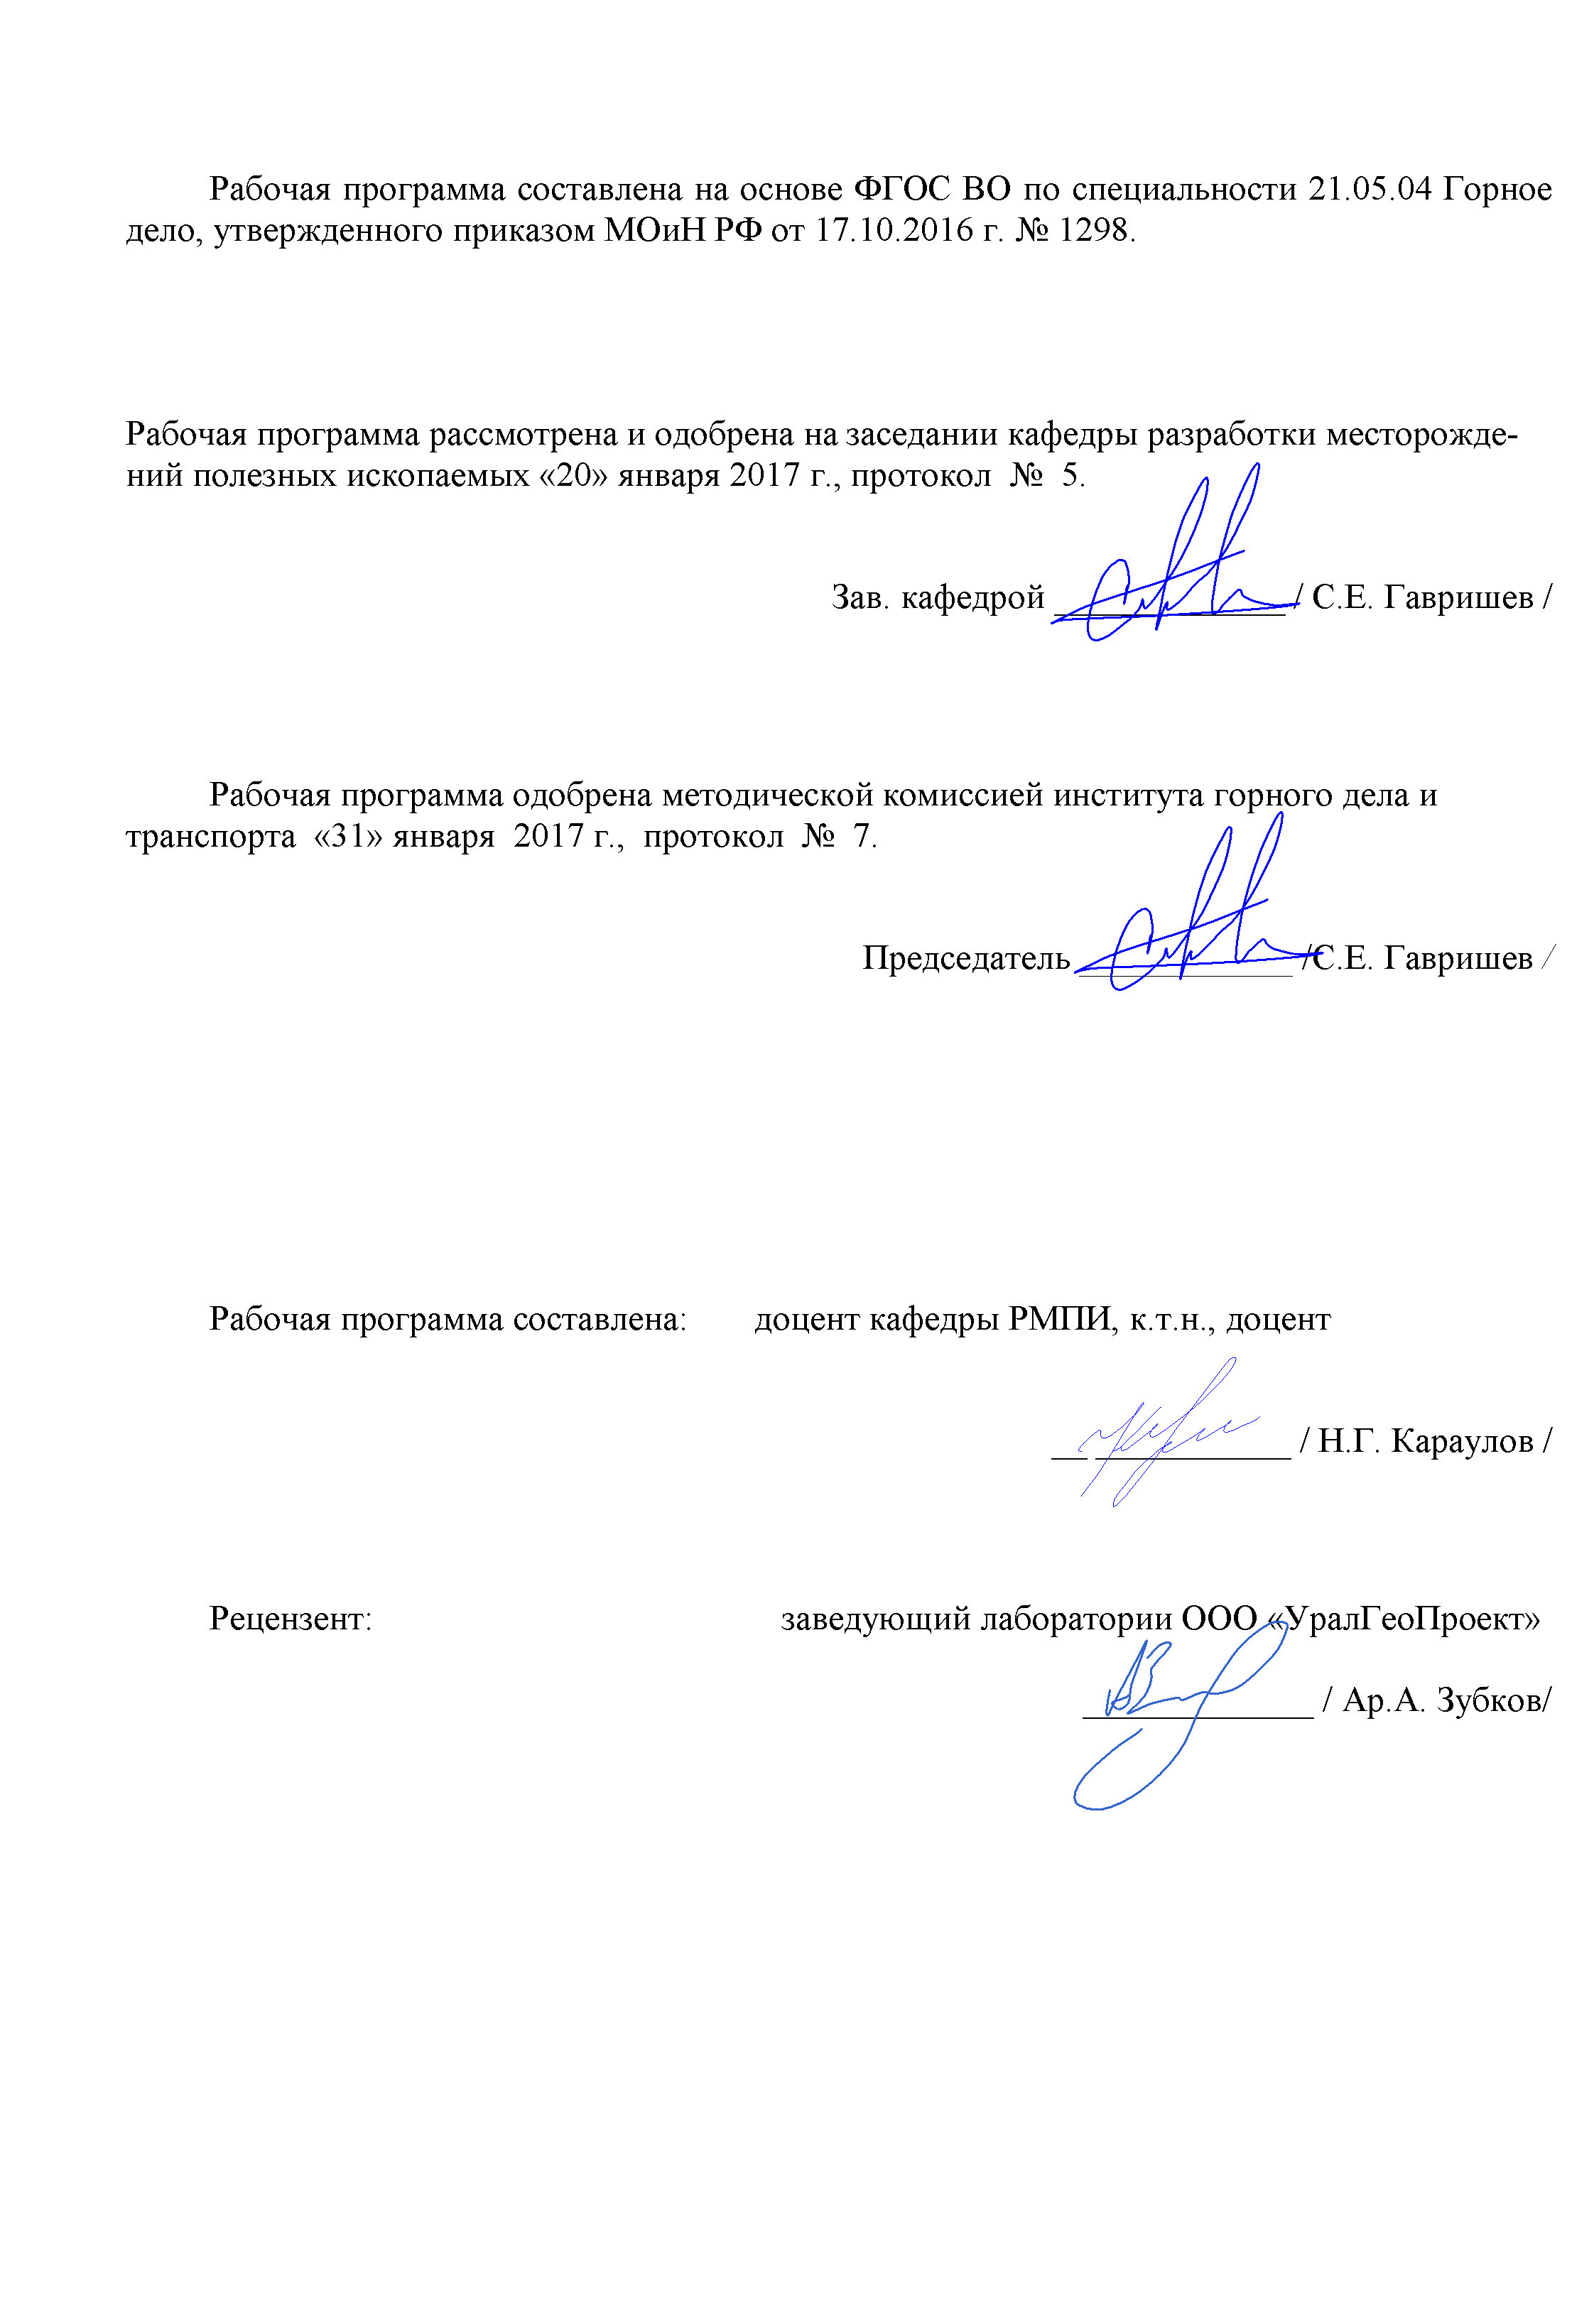 Рабочая программа составлена на основе ФГОС ВО по специальности 21.05.04 Горное
дело, утвержденного приказом МОиН РФ от 17.10.2016 г. № 1298.
Рабочая программа рассмотрена и одобрена на заседании кафедры разработки месторожде-
ний полезных ископаемых «20» января 2017 г., протокол № 5.
Зав. кафедрой _____________ / С.Е. Гавришев /
Рабочая программа одобрена методической комиссией института горного дела и
транспорта «31» января 2017 г., протокол № 7.
Председатель ____________ /С.Е. Гавришев /
Рабочая программа составлена: доцент кафедры РМПИ, к.т.н., доцент
__ ___________ / Н.Г. Караулов /
Рецензент: заведующий лаборатории ООО «УралГеоПроект»
_____________ / Ар.А. Зубков/